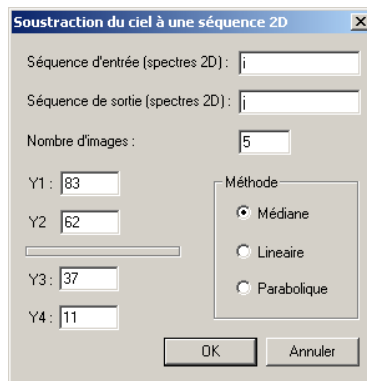 Soustraction du ciel à une séquence 2D
Séquence d'entrée (spectres 2D) : i
Séquence de sortie (spectres 2D) : j
Nombre d'images : 5
Y1 : 83
Y2 62
Y3 : 37
Y4 : 11
Méthode
Médiane
Lineaire
Parabolique
OK Annuler